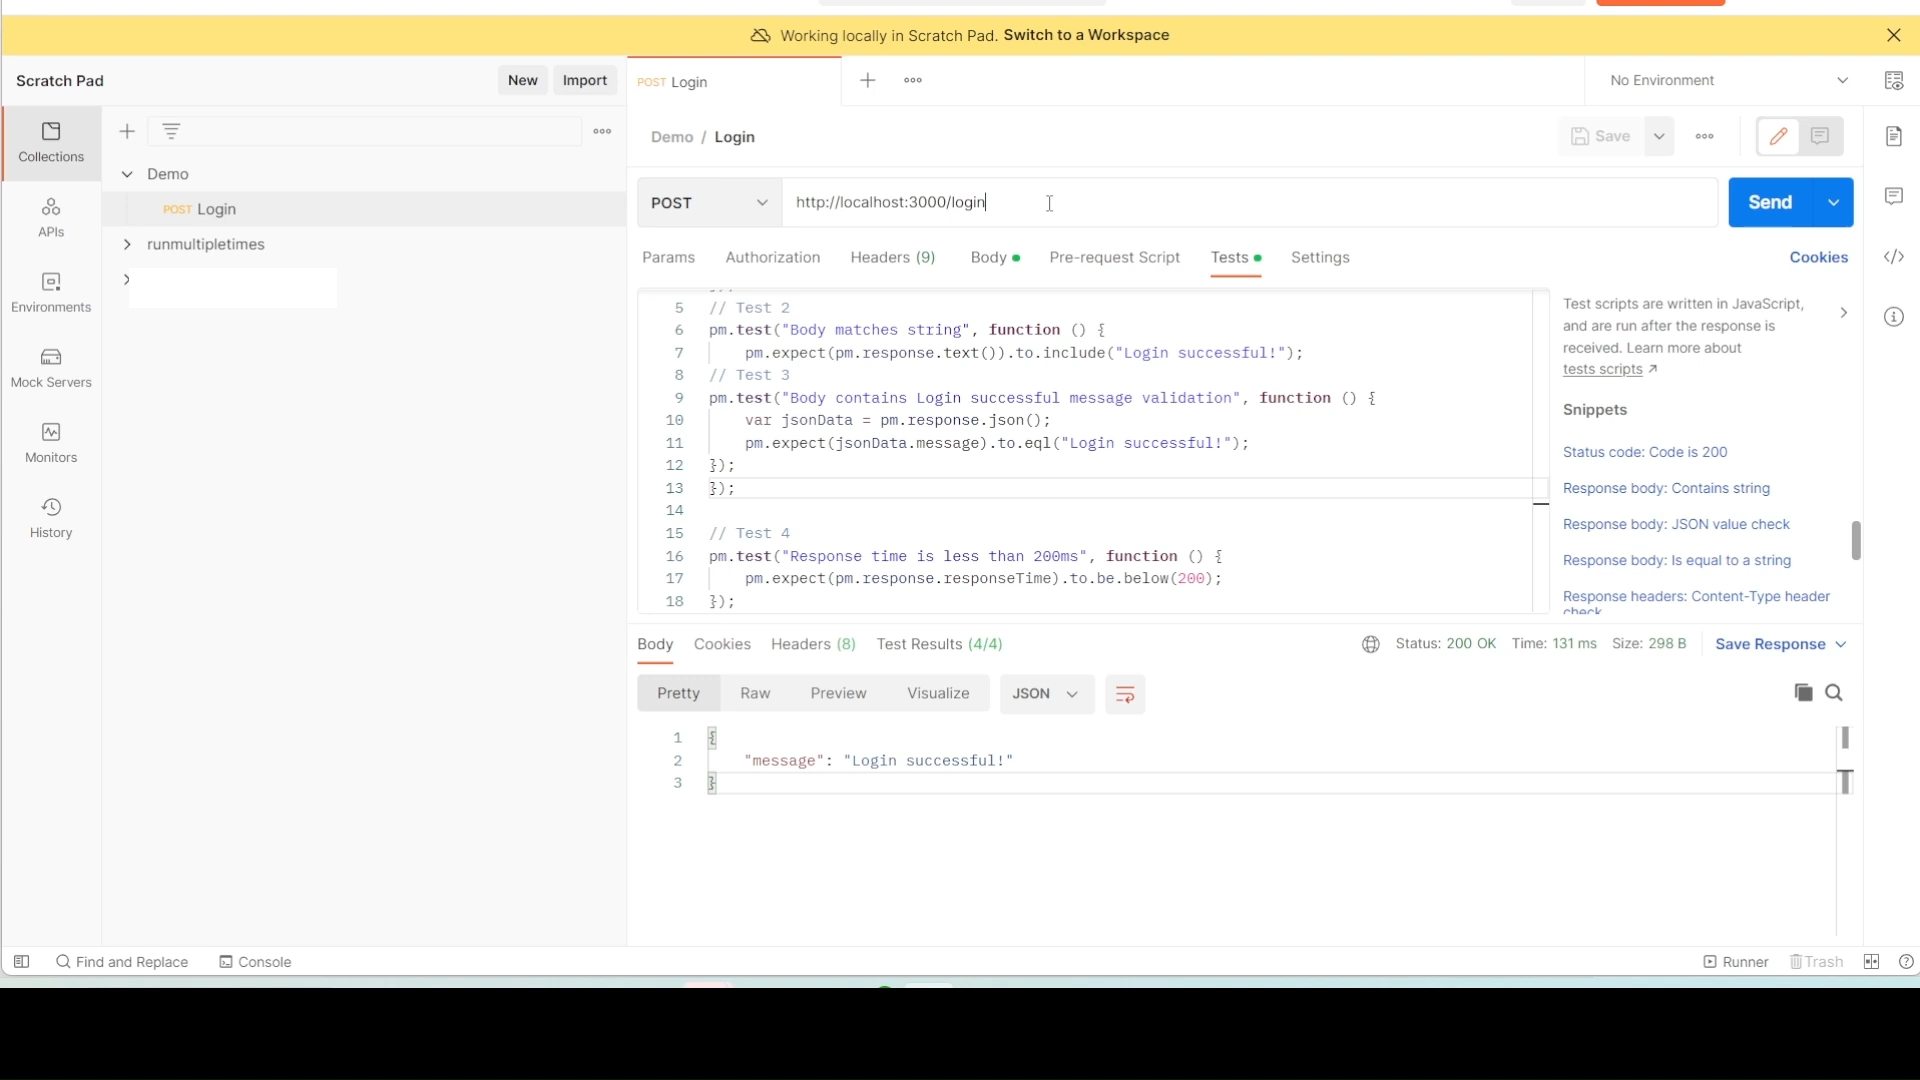 Working locally in Scratch Pad. Switch to a Workspace
Scratch Pad
New
Import
POST Login
No Environment
Collections
APIs
Environments
Mock Servers
Monitors
History
Demo
POST Login
runmultipletimes
Demo / Login
Save
POST
http://localhost:3000/login
Send
Params
Authorization
Headers (9)
Body
Pre-request Script
Tests
Settings
Cookies
5 // Test 2
6 pm.test("Body matches string", function () {
7 pm.expect(pm.response.text()).to.include("Login successful!");
8 // Test 3
9 pm.test("Body contains Login successful message validation", function () {
10 var jsonData = pm.response.json();
11 pm.expect(jsonData.message).to.eql("Login successful!");
12 });
13 });
14
15 // Test 4
16 pm.test("Response time is less than 200ms", function () {
17 pm.expect(pm.response.responseTime).to.be.below(200);
18 });
Test scripts are written in JavaScript,
and are run after the response is
received. Learn more about
tests scripts ↗
Snippets
Status code: Code is 200
Response body: Contains string
Response body: JSON value check
Response body: Is equal to a string
Response headers: Content-Type header
check
Body
Cookies
Headers (8)
Test Results (4/4)
Status: 200 OK
Time: 131 ms
Size: 298 B
Save Response
Pretty
Raw
Preview
Visualize
JSON
1 {
2 "message": "Login successful!"
3 }
Find and Replace
Console
Runner
Trash